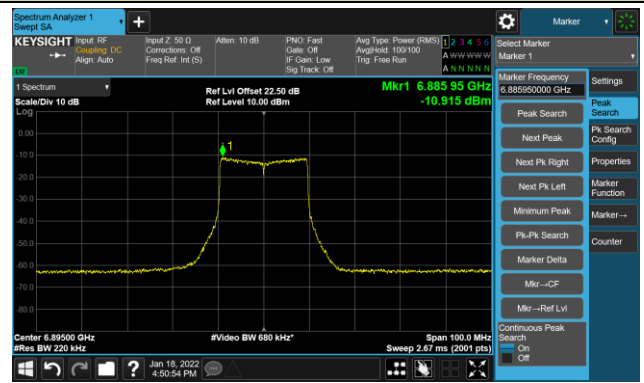 Spectrum Analyzer 1
Swept SA
+
Marker
KEYSIGHT
Input: RF
Coupling: DC
Align: Auto
Input Z: 50 Ω
Corrections: Off
Freq Ref: Int (S)
Atten: 10 dB
PNO: Fast
Gate: Off
IF Gain: Low
Sig Track: Off
Avg Type: Power (RMS)
Avg|Hold: 100/100
Trig: Free Run
1 2 3 4 5 6
A W W W W W
A N N N N N
LV
Select Marker
Marker 1
1 Spectrum
Scale/Div 10 dB
Log
Ref Lvl Offset 22.50 dB
Ref Level 10.00 dBm
Mkr1 6.885 95 GHz
-10.915 dBm
0.00
-10.0
-20.0
-30.0
-40.0
-50.0
-60.0
-70.0
-80.0
1
Center 6.89500 GHz
#Res BW 220 kHz
#Video BW 680 kHz*
Span 100.0 MHz
Sweep 2.67 ms (2001 pts)
Marker Frequency
6.885950000 GHz
Peak Search
Next Peak
Next Pk Right
Next Pk Left
Minimum Peak
Pk-Pk Search
Marker Delta
Mkr→CF
Mkr→Ref Lvl
Continuous Peak
Search
On
Off
Settings
Peak
Search
Pk Search
Config
Properties
Marker
Function
Marker→
Counter
?
Jan 18, 2022
4:50:54 PM